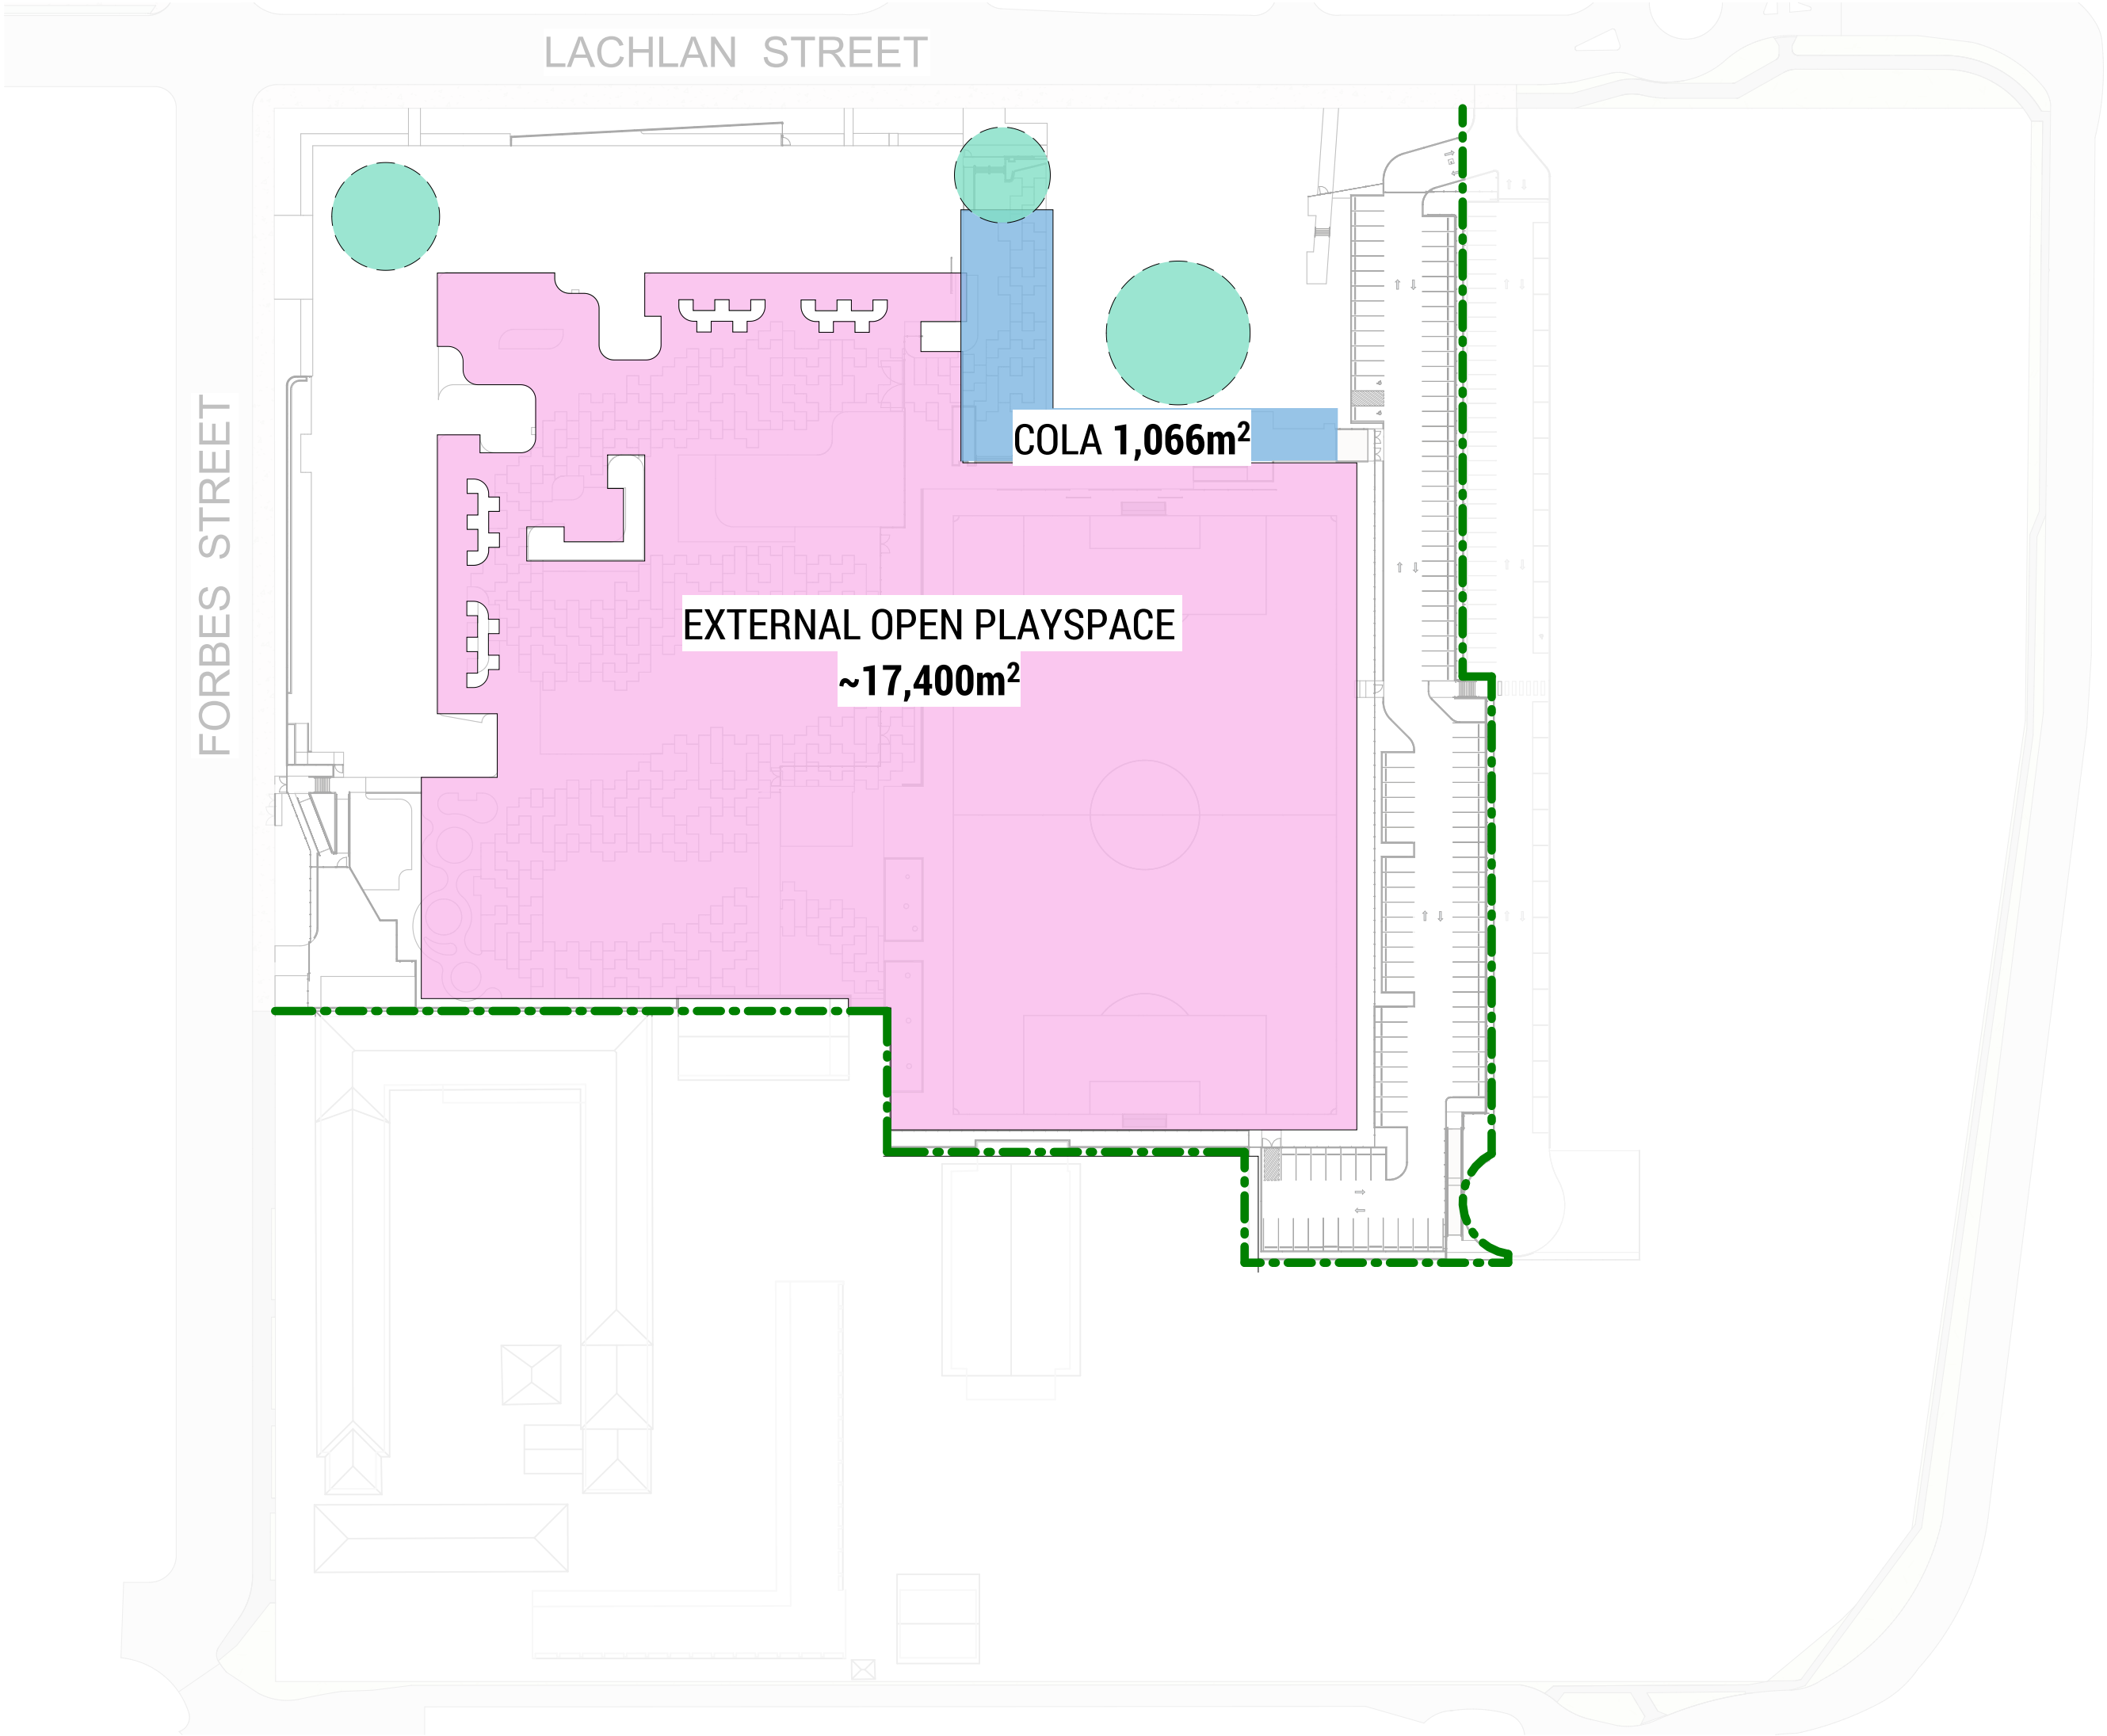 LACHLAN STREET
FORBES STREET
COLA 1,066m²
EXTERNAL OPEN PLAYSPACE
~17,400m²